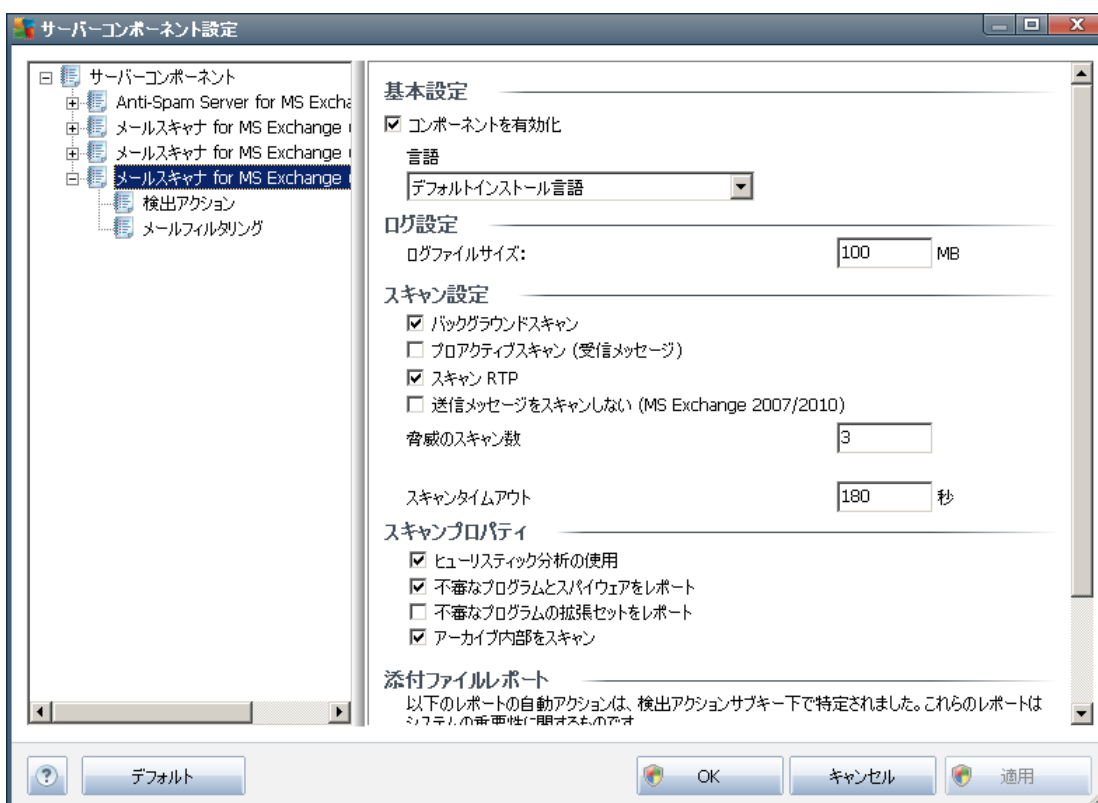 サーバーコンポーネント設定
サーバーコンポーネント
Anti-Spam Server for MS Excha
メールスキャナ for MS Exchange
メールスキャナ for MS Exchange
メールスキャナ for MS Exchange
検出アクション
メールフィルタリング
基本設定
コンポーネントを有効化
言語
デフォルトインストール言語
ログ設定
ログファイルサイズ: 100 MB
スキャン設定
バックグラウンドスキャン
プロアクティブスキャン (受信メッセージ)
スキャン RTP
送信メッセージをスキャンしない (MS Exchange 2007/2010)
脅威のスキャン数 3
スキャンタイムアウト 180 秒
スキャンプロパティ
ヒューリスティック分析の使用
不審なプログラムとスパイウェアをレポート
不審なプログラムの拡張セットをレポート
アーカイブ内部をスキャン
添付ファイルレポート
以下のレポートの自動アクションは、検出アクションサブキー下で特定されました。これらのレポートは
システムの重要性に関するものです
? デフォルト OK キャンセル 適用